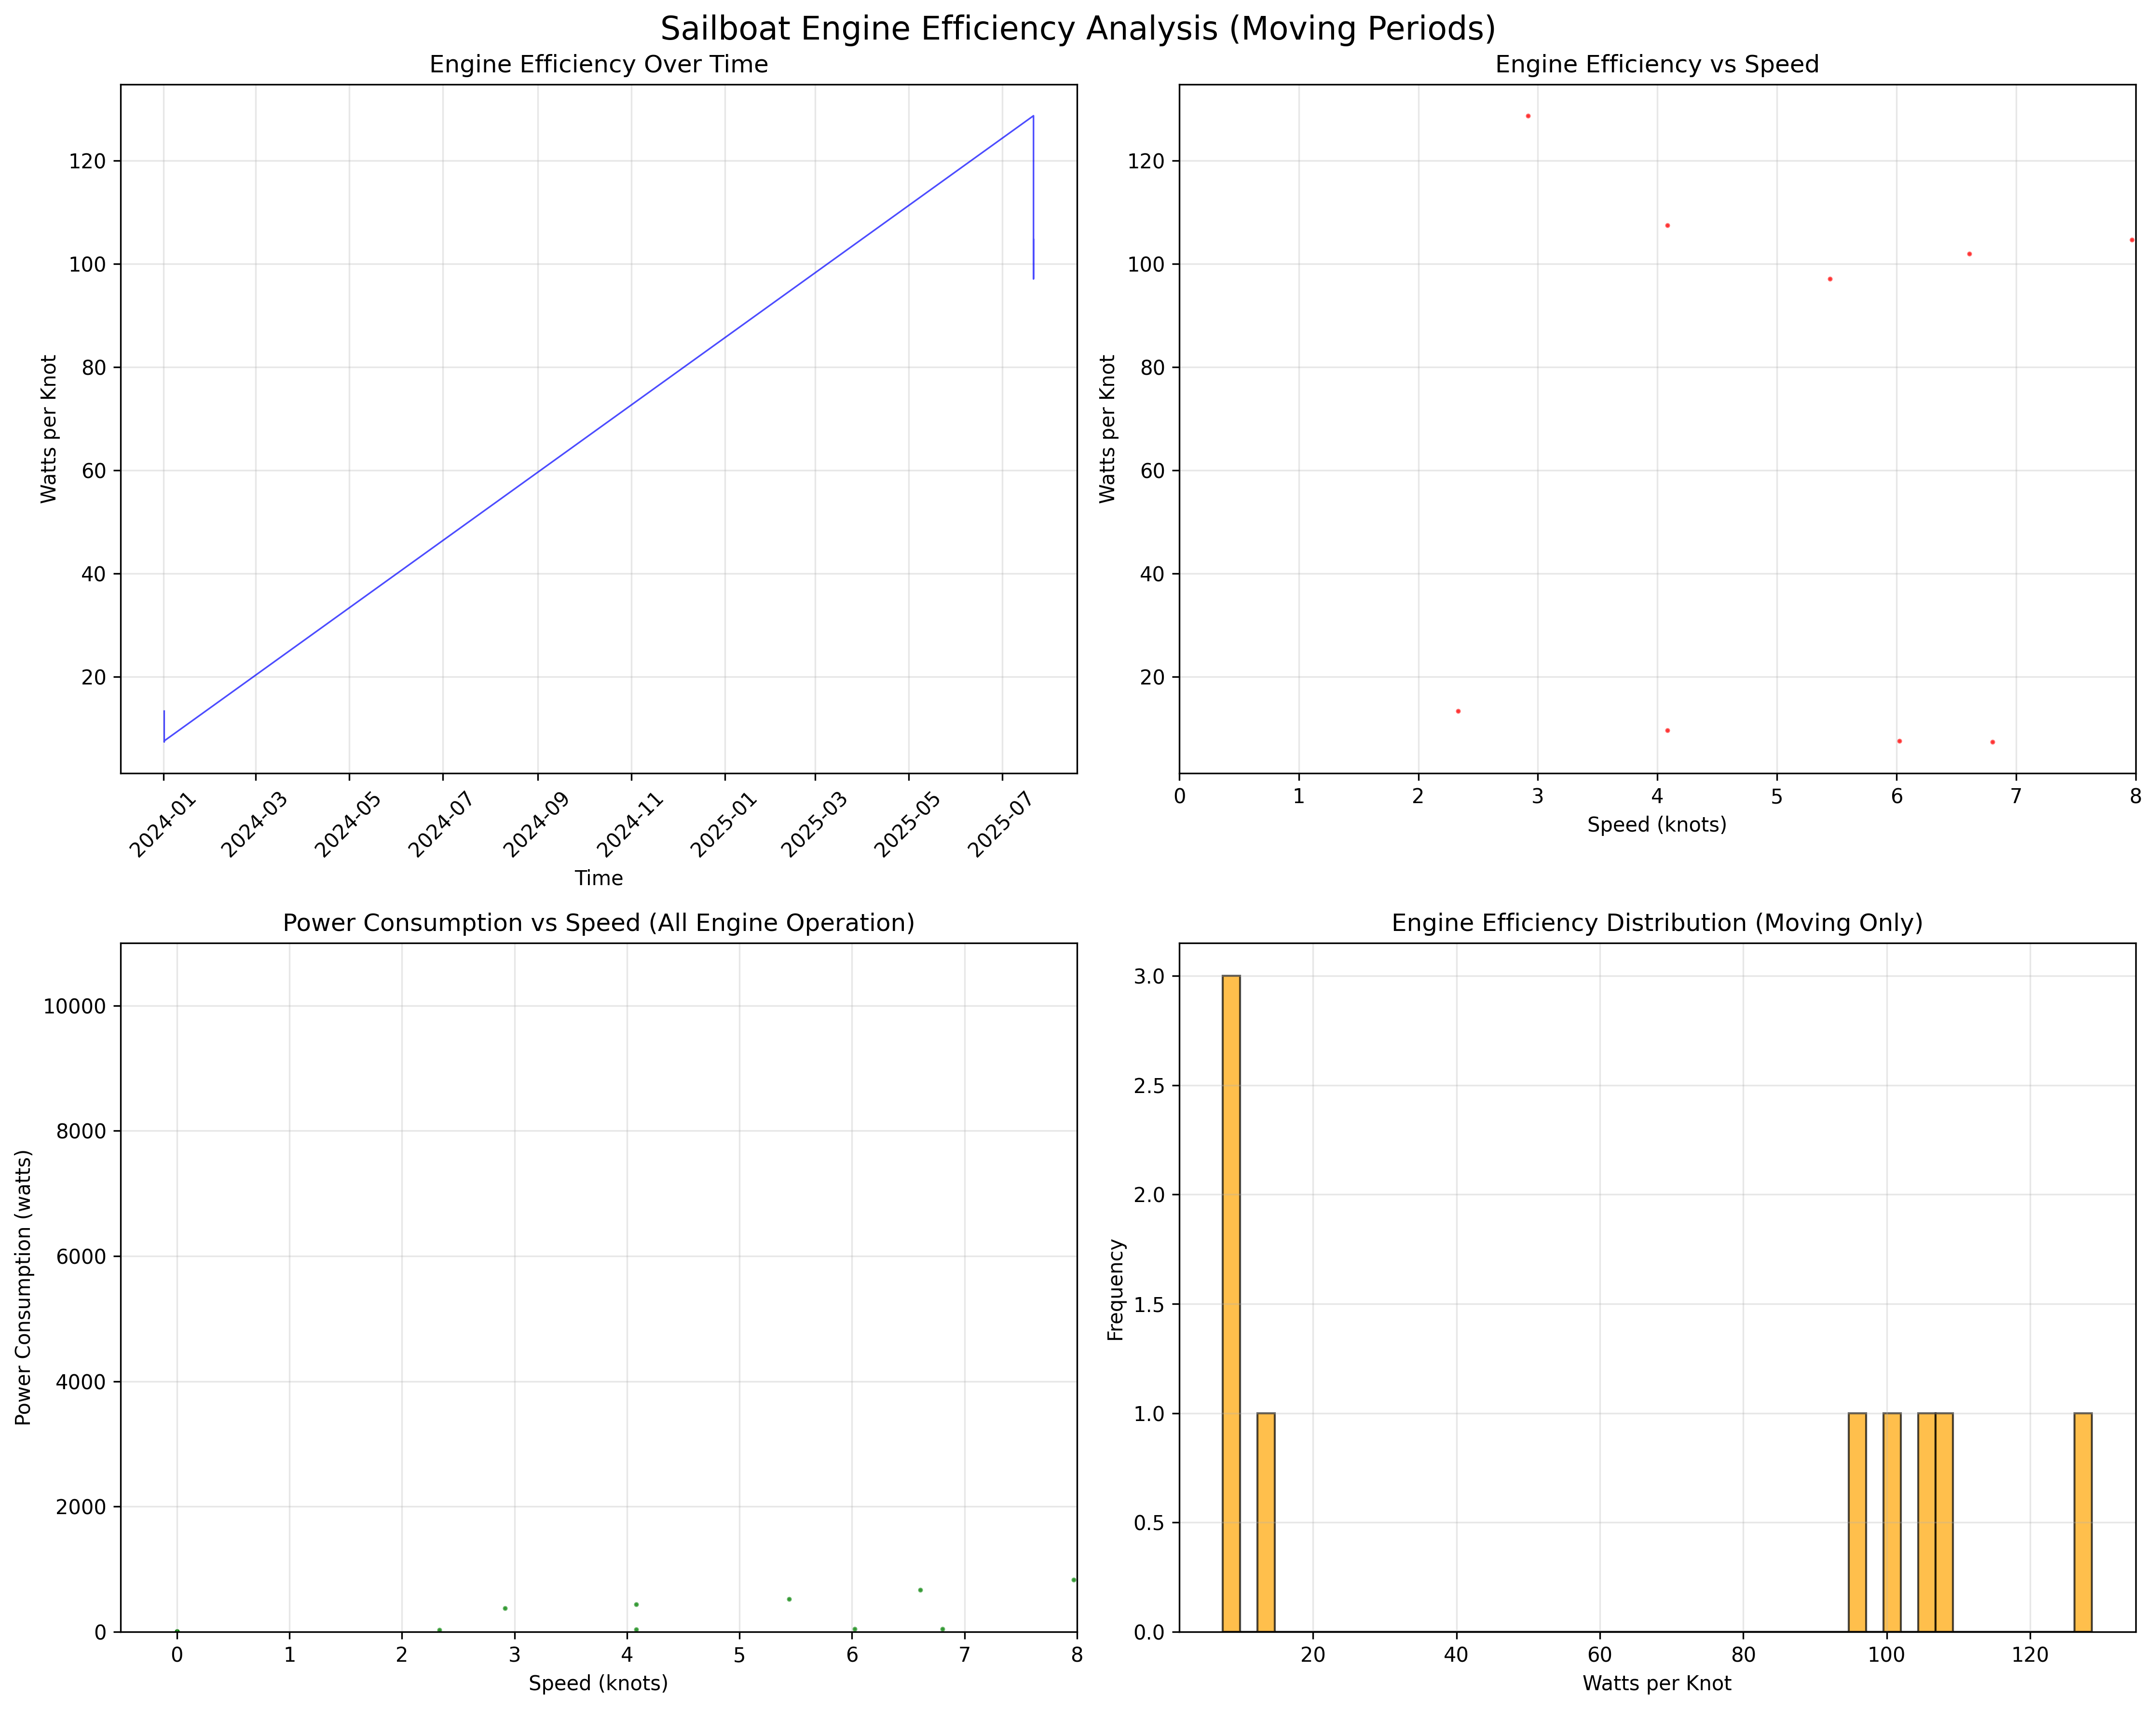 Sailboat Engine Efficiency Analysis (Moving Periods)
Engine Efficiency Over Time
Watts per Knot
120
100
80
60
40
20
2024-01
2024-03
2024-05
2024-07
2024-09
2024-11
2025-01
2025-03
2025-05
2025-07
Time
Engine Efficiency vs Speed
Watts per Knot
120
100
80
60
40
20
0 1 2 3 4 5 6 7 8
Speed (knots)
Power Consumption vs Speed (All Engine Operation)
Power Consumption (watts)
10000
8000
6000
4000
2000
0
0 1 2 3 4 5 6 7 8
Speed (knots)
Engine Efficiency Distribution (Moving Only)
Frequency
3.0
2.5
2.0
1.5
1.0
0.5
0.0
20 40 60 80 100 120
Watts per Knot